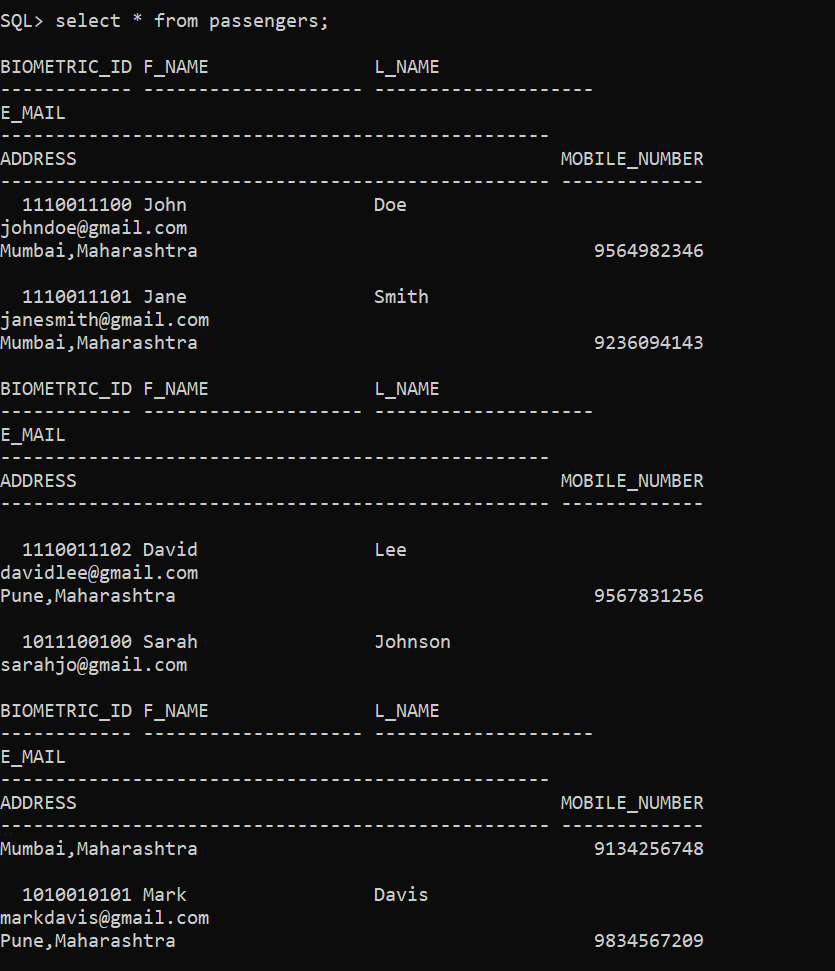 SQL> select * from passengers;
BIOMETRIC_ID F_NAME               L_NAME
------------ -------------------- --------------------
E_MAIL
--------------------------------------------------
ADDRESS                                            MOBILE_NUMBER
-------------------------------------------------- -------------
  1110011100 John                 Doe
johndoe@gmail.com
Mumbai,Maharashtra                                    9564982346
  1110011101 Jane                 Smith
janesmith@gmail.com
Mumbai,Maharashtra                                    9236094143
BIOMETRIC_ID F_NAME               L_NAME
------------ -------------------- --------------------
E_MAIL
--------------------------------------------------
ADDRESS                                            MOBILE_NUMBER
-------------------------------------------------- -------------
  1110011102 David                Lee
davidlee@gmail.com
Pune,Maharashtra                                      9567831256
  1011100100 Sarah                Johnson
sarahjo@gmail.com
BIOMETRIC_ID F_NAME               L_NAME
------------ -------------------- --------------------
E_MAIL
--------------------------------------------------
ADDRESS                                            MOBILE_NUMBER
-------------------------------------------------- -------------
Mumbai,Maharashtra                                    9134256748
  1010010101 Mark                 Davis
markdavis@gmail.com
Pune,Maharashtra                                      9834567209